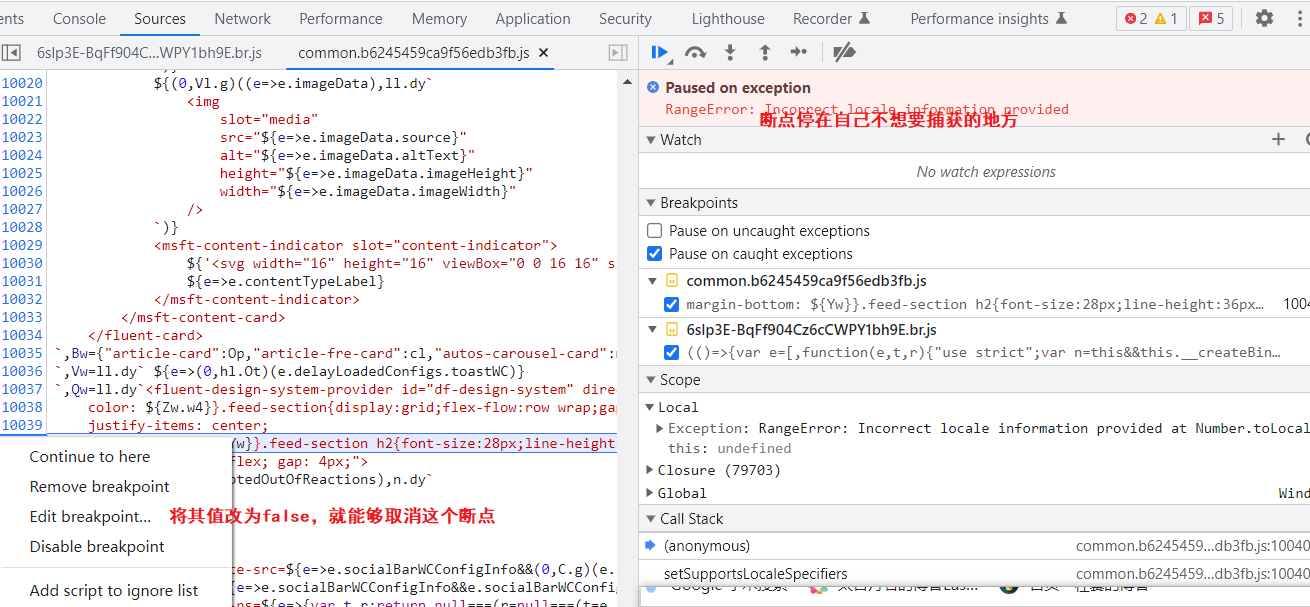 ents Console Sources Network Performance Memory Application Security Lighthouse Recorder Performance insights 2 1 5
6slp3E-BqFf904C...WPY1bh9E.br.js common.b6245459ca9f56edb3fb.js
10020 ${(0,Vl.g)((e=>e.imageData),ll.dy`
10021 <img
10022 slot="media"
10023 src="${e=>e.imageData.source}"
10024 alt="${e=>e.imageData.altText}"
10025 height="${e=>e.imageData.imageHeight}"
10026 width="${e=>e.imageData.imageWidth}"
10027 />
10028 `)}
10029 <msft-content-indicator slot="content-indicator">
10030 ${'<svg width="16" height="16" viewBox="0 0 16 16" s
10031 ${e=>e.contentTypeLabel}
10032 </msft-content-indicator>
10033 </msft-content-card>
10034 </fluent-card>
10035 `,Bw={"article-card":Op,"article-fre-card":cl,"autos-carousel-card":
10036 `,Vw=ll.dy` ${e=>(0,hl.Ot)(e.delayLoadedConfigs.toastWC)}
10037 `,Qw=ll.dy`<fluent-design-system-provider id="df-design-system" dire
10038 color: ${Zw.w4}}.feed-section{display:grid;flex-flow:row wrap;gap
10039 justify-items: center;
w}}.feed-section h2{font-size:28px;line-height
flex; gap: 4px;">
otedOutOfReactions),n.dy`
e-src=${e=>e.socialBarWCConfigInfo&&(0,C.g)(e.
{e=>e.socialBarWCConfigInfo&&e.socialBarWCConfig
ns=${e=>{var t,r;return null===(r=null===(t=e
Continue to here
Remove breakpoint
Edit breakpoint... 将其值改为false，就能够取消这个断点
Disable breakpoint
Add script to ignore list
Paused on exception
RangeError: Incorrect locale information provided
断点停在自己不想要捕获的地方
Watch
No watch expressions
Breakpoints
Pause on uncaught exceptions
Pause on caught exceptions
common.b6245459ca9f56edb3fb.js
margin-bottom: ${Yw}}.feed-section h2{font-size:28px;line-height:36px… 1004
6slp3E-BqFf904Cz6cCWPY1bh9E.br.js
(()=>{var e=[,function(e,t,r){"use strict";var n=this&&this.__createBin…
Scope
Local
Exception: RangeError: Incorrect locale information provided at Number.toLocal
this: undefined
Closure (79703)
Global Wind
Call Stack
(anonymous) common.b6245459...db3fb.js:10040
setSupportsLocaleSpecifiers common.b6245459...db3fb.js:10040